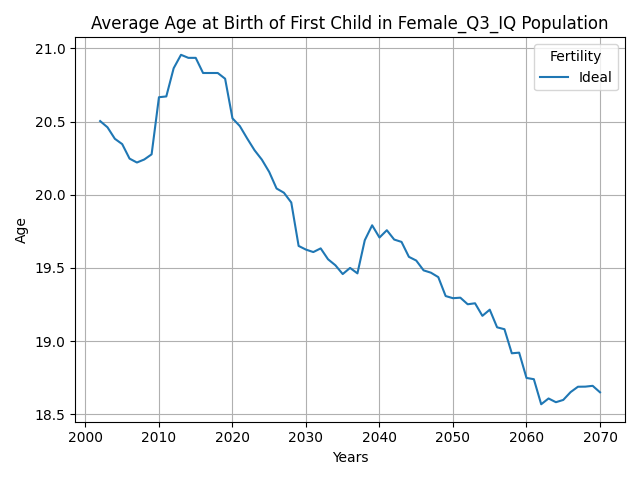 Average Age at Birth of First Child in Female_Q3_IQ Population
Fertility
Ideal
Age
21.0
20.5
20.0
19.5
19.0
18.5
2000 2010 2020 2030 2040 2050 2060 2070
Years